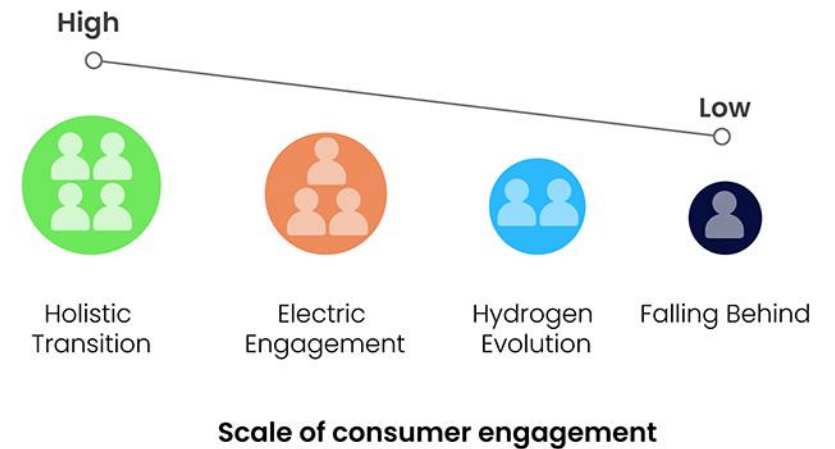 High
Low
Holistic
Transition
Electric
Engagement
Hydrogen
Evolution
Falling Behind
Scale of consumer engagement